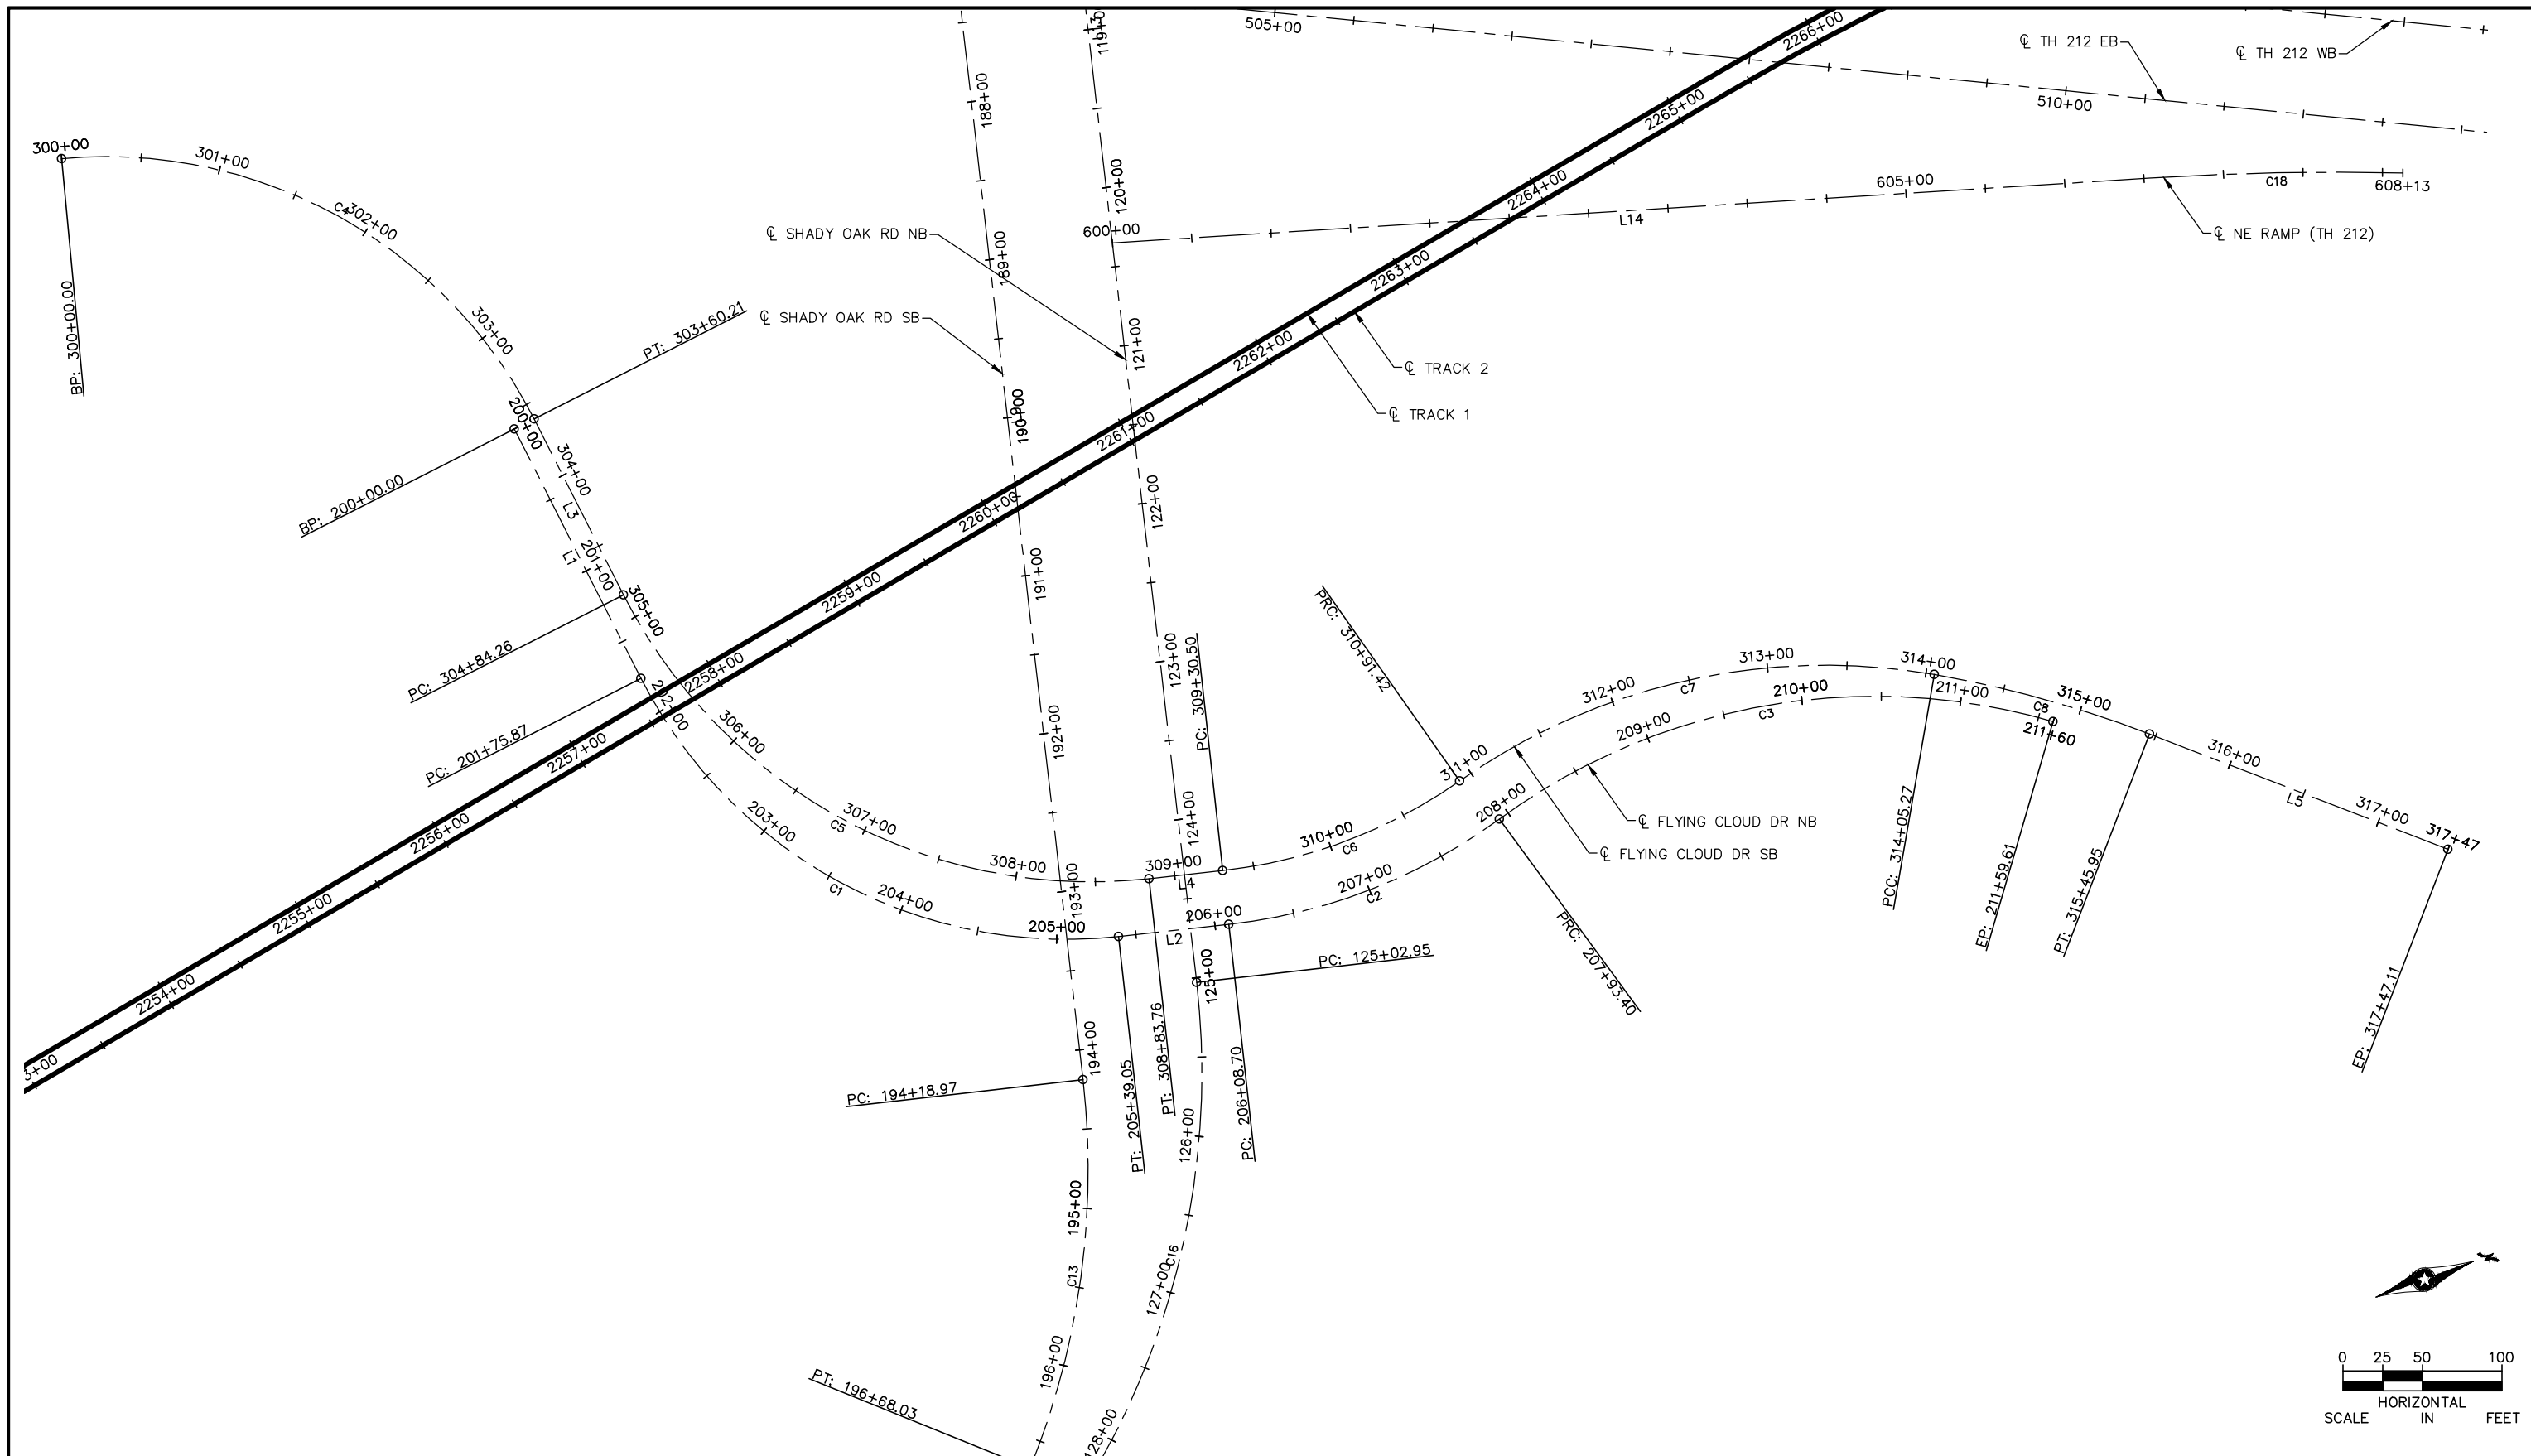 505+00
119+00
2266+00
℄ TH 212 EB
℄ TH 212 WB
510+00
188+00
2265+00
300+00
301+00
C4
302+00
303+00
BP: 300+00.00
120+00
600+00
2264+00
L14
605+00
C18
608+13
℄ NE RAMP (TH 212)
℄ SHADY OAK RD NB
℄ SHADY OAK RD SB
189+00
2263+00
PT: 303+60.21
121+00
2262+00
℄ TRACK 2
℄ TRACK 1
200+00
304+00
190+00
2261+00
BP: 200+00.00
L3
L1
201+00
2260+00
122+00
191+00
2259+00
305+00
PC: 304+84.26
2258+00
202+00
PC: 201+75.87
2257+00
306+00
192+00
123+00
PC: 309+30.50
PRC: 310+91.42
311+00
312+00
C7
313+00
314+00
315+00
C8
316+00
L5
317+00
317+47
209+00
C3
210+00
211+00
211+60
208+00
℄ FLYING CLOUD DR NB
℄ FLYING CLOUD DR SB
2256+00
203+00
C5
307+00
308+00
309+00
L4
124+00
310+00
C6
207+00
C2
C1
204+00
205+00
193+00
L2
206+00
2255+00
2254+00
3+00
125+00
PC: 125+02.95
PRC: 207+93.40
PCC: 314+05.27
EP: 211+59.61
PT: 315+45.95
EP: 317+47.11
194+00
PC: 194+18.97
PT: 205+39.05
PT: 308+83.76
PC: 206+08.70
126+00
195+00
C13
C16
127+00
196+00
128+00
PT: 196+68.03
0 25 50 100
HORIZONTAL
SCALE IN FEET